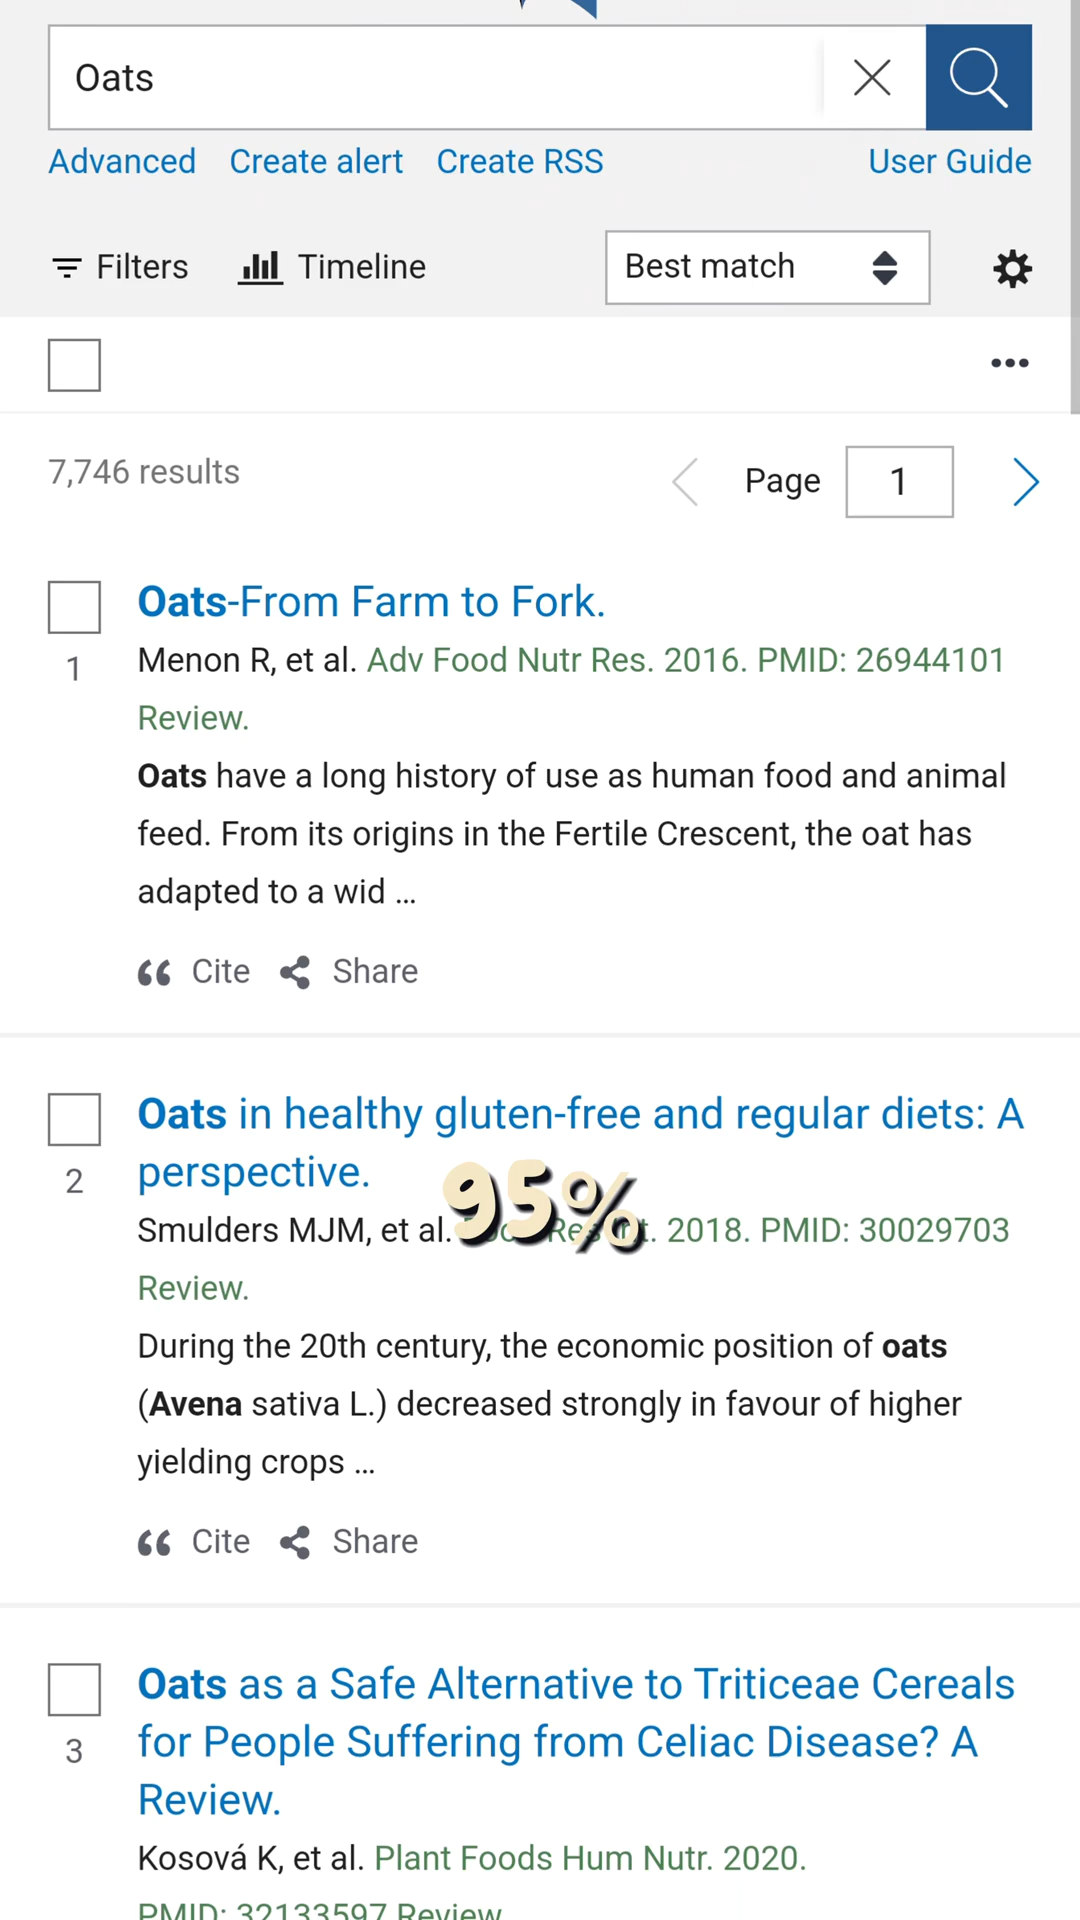 Oats
Advanced Create alert Create RSS User Guide
Filters Timeline Best match
7,746 results Page 1
Oats-From Farm to Fork.
1 Menon R, et al. Adv Food Nutr Res. 2016. PMID: 26944101
Review.
Oats have a long history of use as human food and animal
feed. From its origins in the Fertile Crescent, the oat has
adapted to a wid ...
Cite Share
Oats in healthy gluten-free and regular diets: A
2 perspective.
95%
Smulders MJM, et al. 2018. PMID: 30029703
Review.
During the 20th century, the economic position of oats
(Avena sativa L.) decreased strongly in favour of higher
yielding crops ...
Cite Share
Oats as a Safe Alternative to Triticeae Cereals
3 for People Suffering from Celiac Disease? A
Review.
Kosová K, et al. Plant Foods Hum Nutr. 2020.
PMID: 32133597 Review